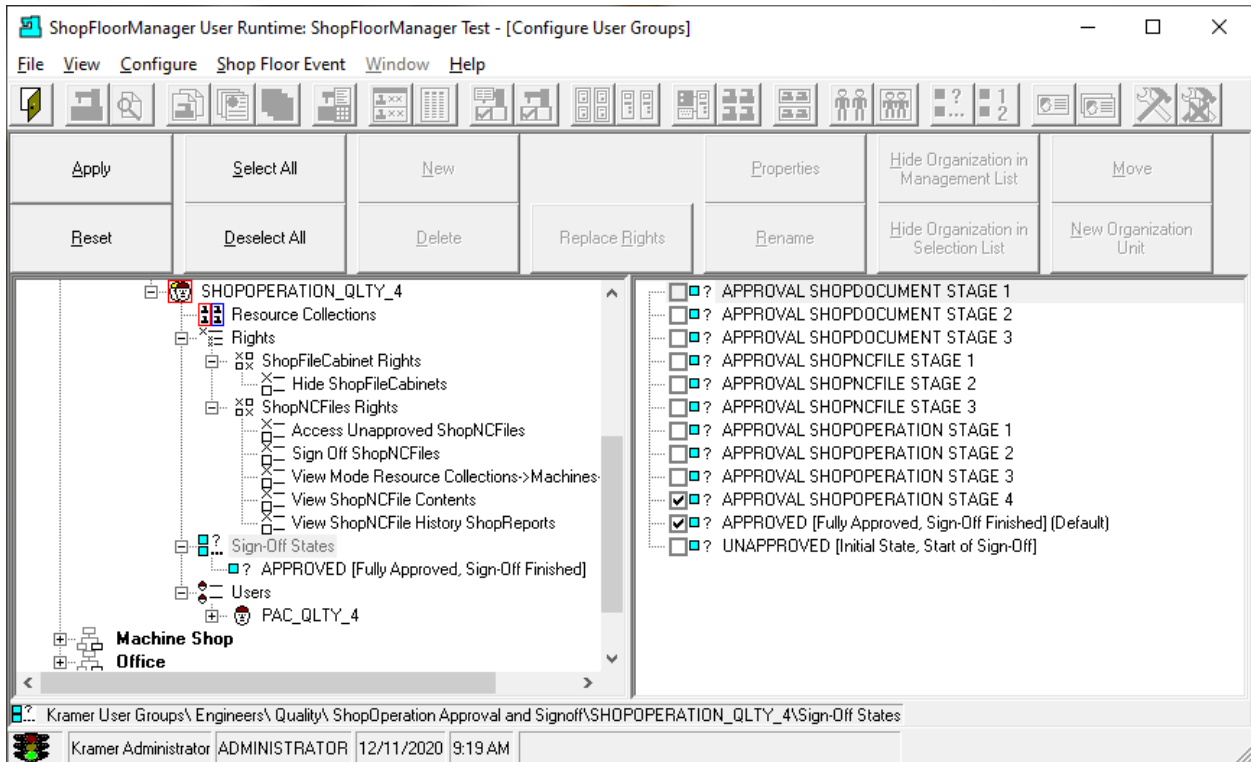 ShopFloorManager User Runtime: ShopFloorManager Test - [Configure User Groups]
File View Configure Shop Floor Event Window Help
Apply
Select All
New
Properties
Hide Organization in
Management List
Move
Reset
Deselect All
Delete
Replace Rights
Rename
Hide Organization in
Selection List
New Organization
Unit
SHOPOPERATION_QLTY_4
Resource Collections
Rights
ShopFileCabinet Rights
Hide ShopFileCabinets
ShopNCFiles Rights
Access Unapproved ShopNCFiles
Sign Off ShopNCFiles
View Mode Resource Collections->Machines-
View ShopNCFile Contents
View ShopNCFile History ShopReports
Sign-Off States
? APPROVED [Fully Approved, Sign-Off Finished]
Users
PAC_QLTY_4
Machine Shop
Office
? APPROVAL SHOPDOCUMENT STAGE 1
? APPROVAL SHOPDOCUMENT STAGE 2
? APPROVAL SHOPDOCUMENT STAGE 3
? APPROVAL SHOPNCFILE STAGE 1
? APPROVAL SHOPNCFILE STAGE 2
? APPROVAL SHOPNCFILE STAGE 3
? APPROVAL SHOPOPERATION STAGE 1
? APPROVAL SHOPOPERATION STAGE 2
? APPROVAL SHOPOPERATION STAGE 3
? APPROVAL SHOPOPERATION STAGE 4
? APPROVED [Fully Approved, Sign-Off Finished] (Default)
? UNAPPROVED [Initial State, Start of Sign-Off]
Kramer User Groups\ Engineers\ Quality\ ShopOperation Approval and Signoff\SHOPOPERATION_QLTY_4\Sign-Off States
Kramer Administrator ADMINISTRATOR 12/11/2020 9:19 AM